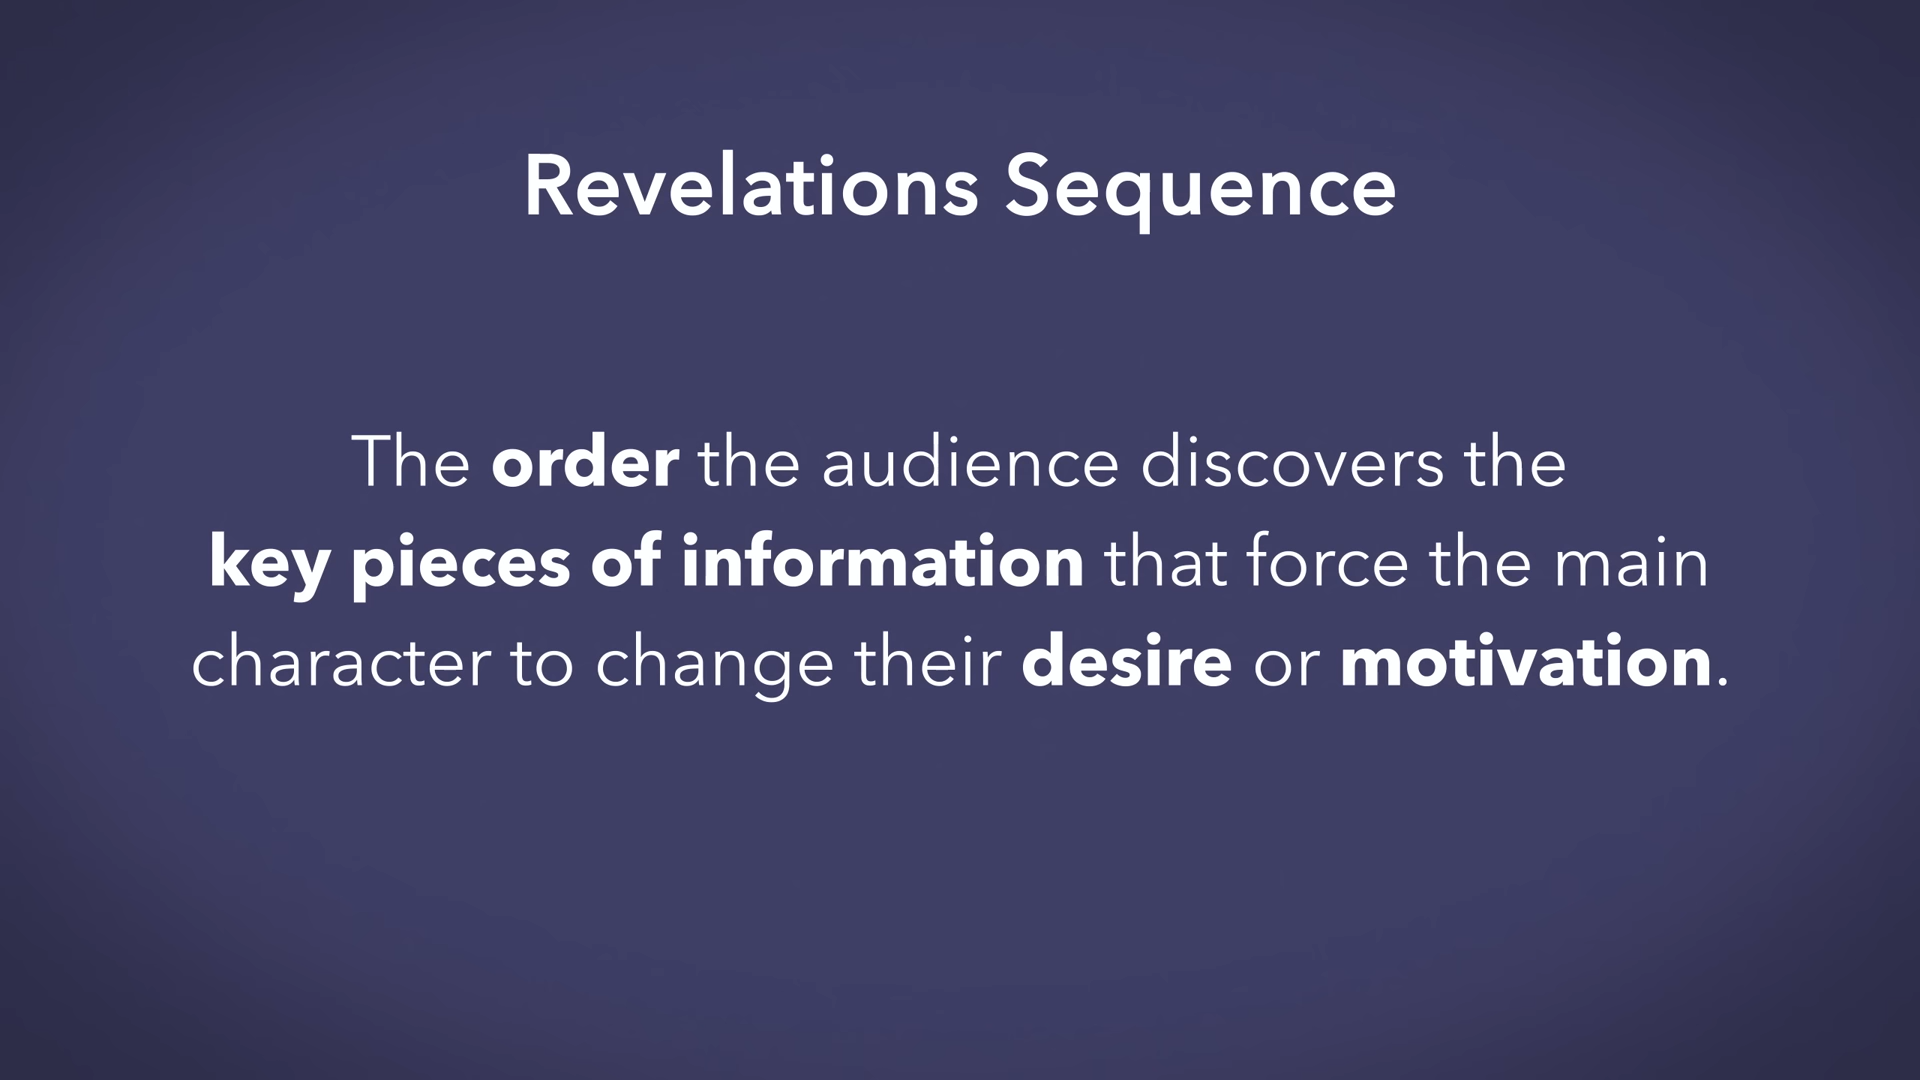 Revelations Sequence
The order the audience discovers the
key pieces of information that force the main
character to change their desire or motivation.